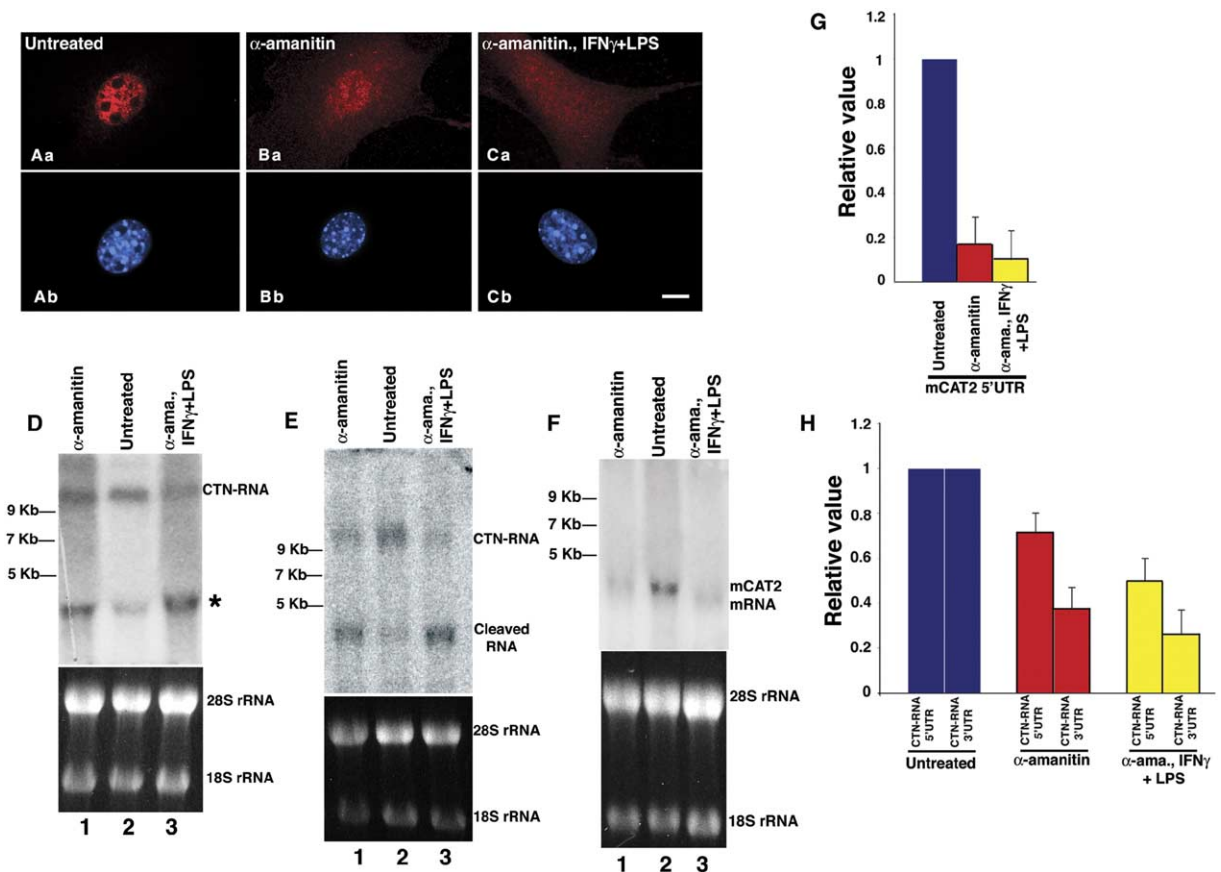 Untreated
α-amanitin
α-amanitin., IFNγ+LPS
Aa
Ba
Ca
Ab
Bb
Cb
G
1.2
1
0.8
0.6
0.4
0.2
0
Relative value
Untreated
α-amanitin
α-ama., IFNγ
+LPS
mCAT2 5'UTR
D
α-amanitin
Untreated
α-ama.,
IFNγ+LPS
CTN-RNA
9 Kb
7 Kb
5 Kb
*
28S rRNA
18S rRNA
1 2 3
E
α-amanitin
Untreated
α-ama.,
IFNγ+LPS
CTN-RNA
9 Kb
7 Kb
5 Kb
Cleaved
RNA
28S rRNA
18S rRNA
1 2 3
F
α-amanitin
Untreated
α-ama.,
IFNγ+LPS
9 Kb
7 Kb
5 Kb
mCAT2
mRNA
28S rRNA
18S rRNA
1 2 3
H
1.2
1
0.8
0.6
0.4
0.2
0
Relative value
CTN-RNA
5'UTR
CTN-RNA
3'UTR
CTN-RNA
5'UTR
CTN-RNA
3'UTR
CTN-RNA
5'UTR
CTN-RNA
3'UTR
Untreated
α-amanitin
α-ama., IFNγ
+ LPS